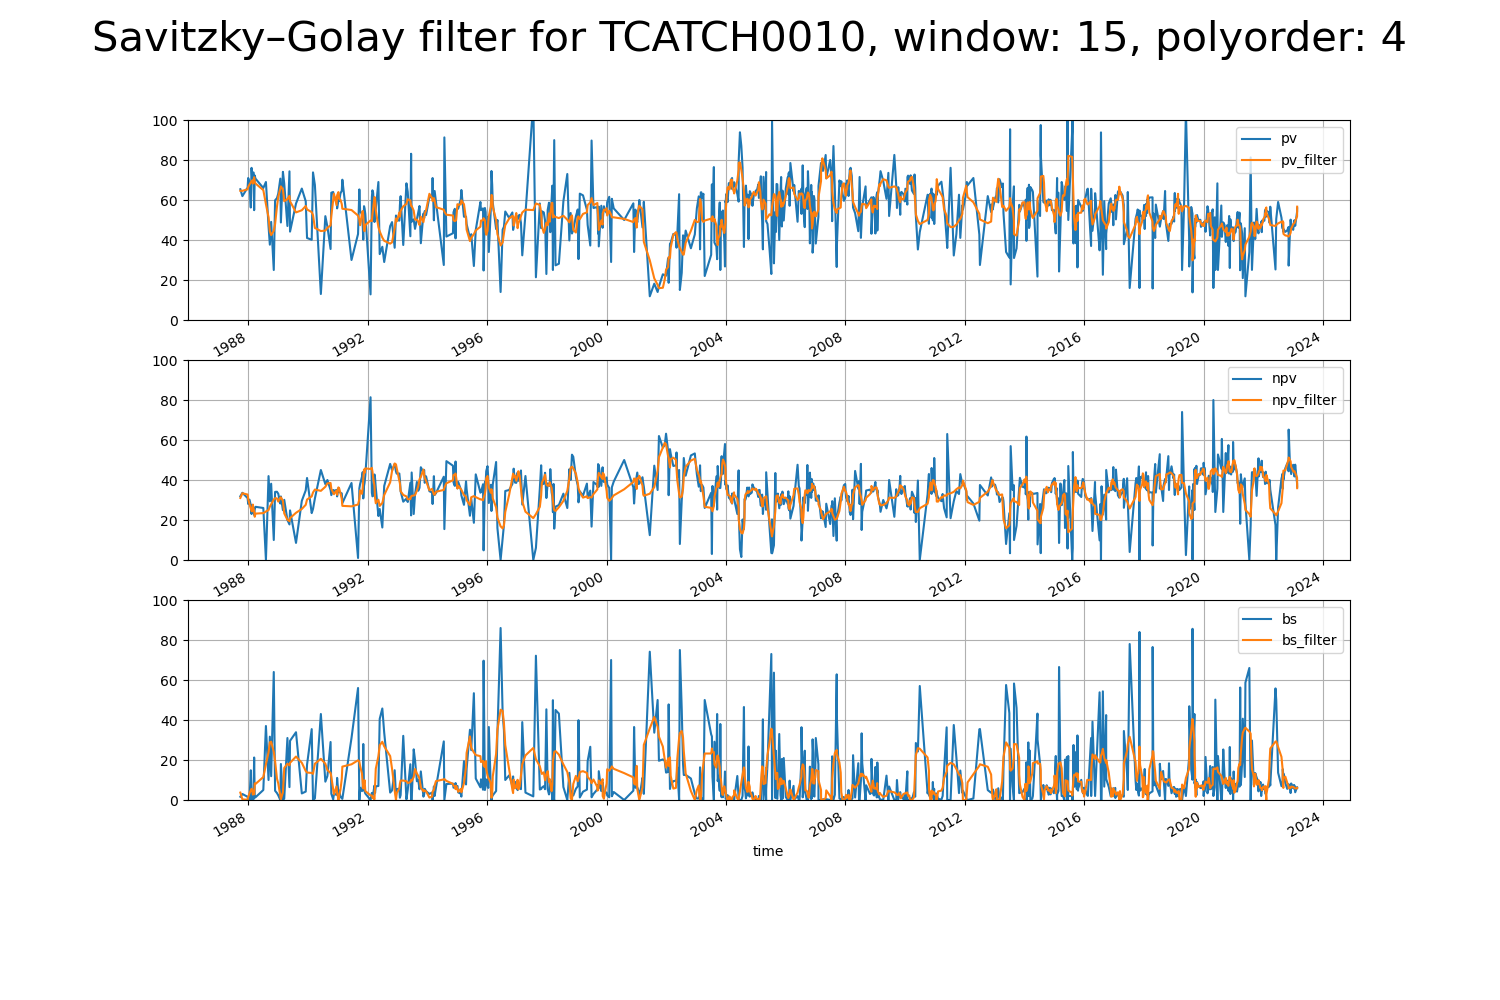 Savitzky–Golay filter for TCATCH0010, window: 15, polyorder: 4
100
80
60
40
20
0
pv
pv_filter
1988 1992 1996 2000 2004 2008 2012 2016 2020 2024
100
80
60
40
20
0
npv
npv_filter
1988 1992 1996 2000 2004 2008 2012 2016 2020 2024
100
80
60
40
20
0
bs
bs_filter
1988 1992 1996 2000 2004 2008 2012 2016 2020 2024
time